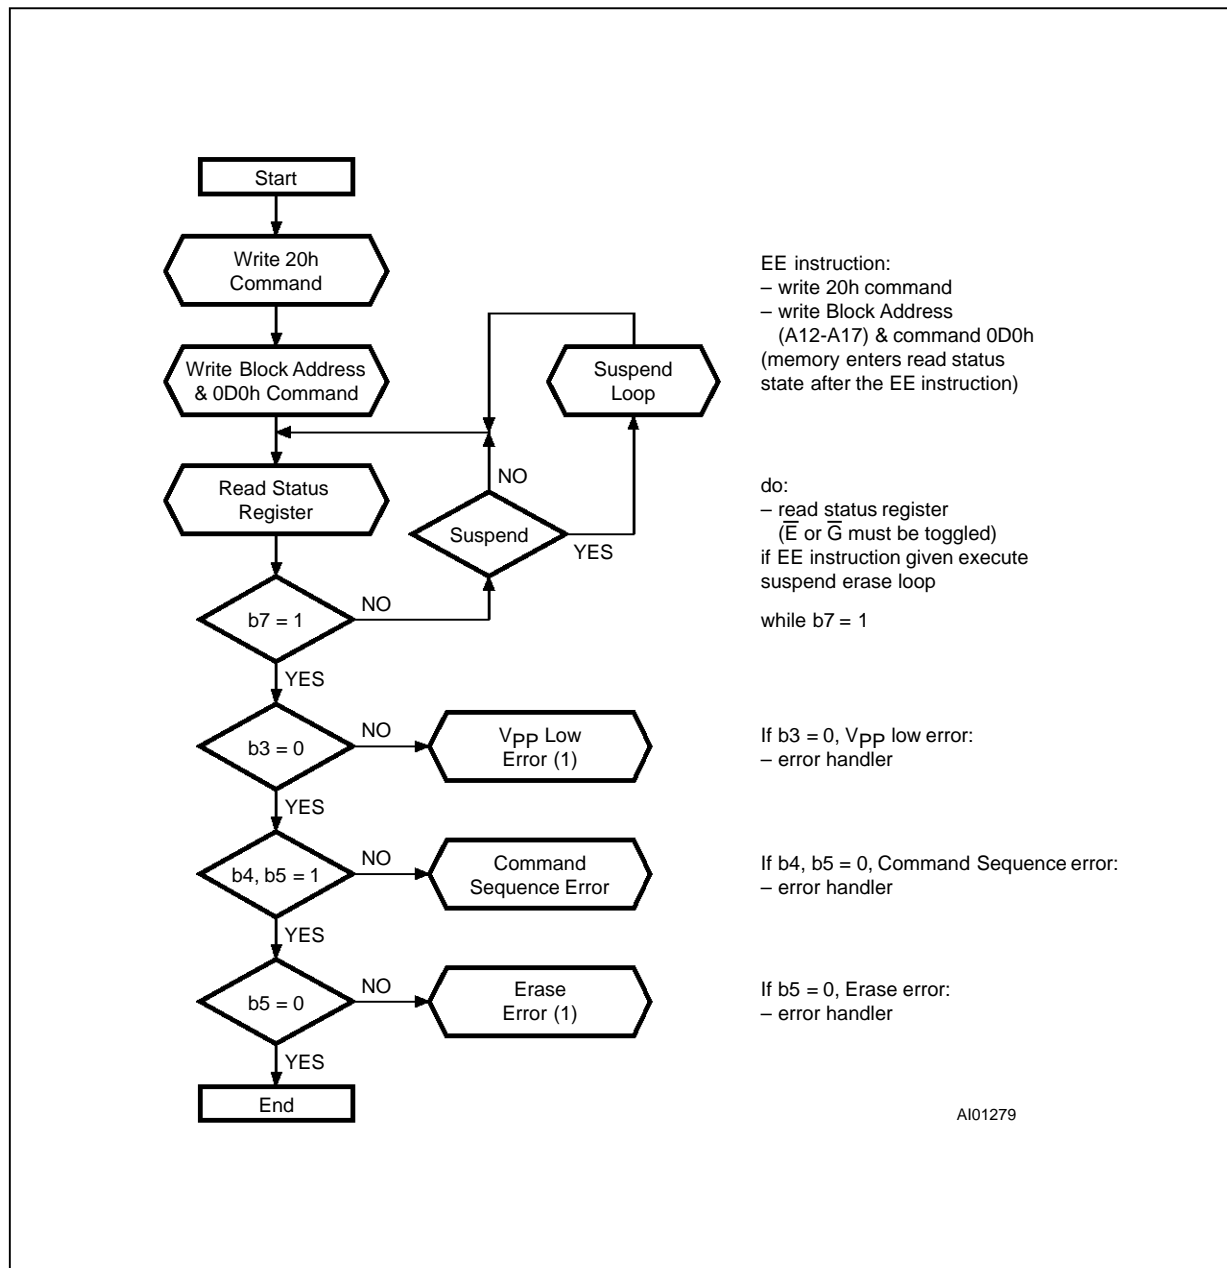 Start
Write 20h
Command
Write Block Address
& 0D0h Command
Suspend
Loop
Read Status
Register
NO
Suspend
YES
b7 = 1
NO
YES
b3 = 0
NO
VPP Low
Error (1)
YES
b4, b5 = 1
NO
Command
Sequence Error
YES
b5 = 0
NO
Erase
Error (1)
YES
End
EE instruction:
– write 20h command
– write Block Address
(A12-A17) & command 0D0h
(memory enters read status
state after the EE instruction)
do:
– read status register
(E̅ or G̅ must be toggled)
if EE instruction given execute
suspend erase loop
while b7 = 1
If b3 = 0, VPP low error:
– error handler
If b4, b5 = 0, Command Sequence error:
– error handler
If b5 = 0, Erase error:
– error handler
AI01279